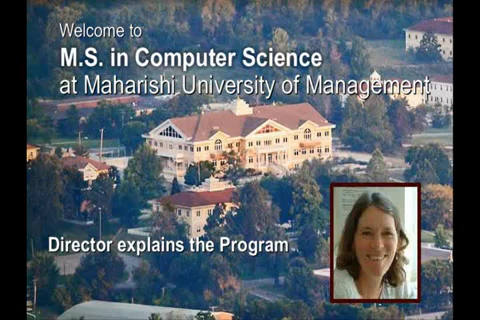 Welcome to
M.S. in Computer Science
at Maharishi University of Management
Director explains the Program